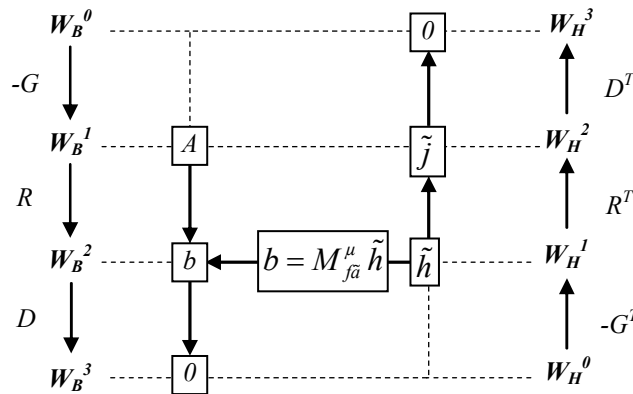 W_B^0 0 W_H^3
-G D^T
W_B^1 A j̃ W_H^2
R R^T
W_B^2 b b = M_{fã}^μ h̃ h̃ W_H^1
D -G^T
W_B^3 0 W_H^0